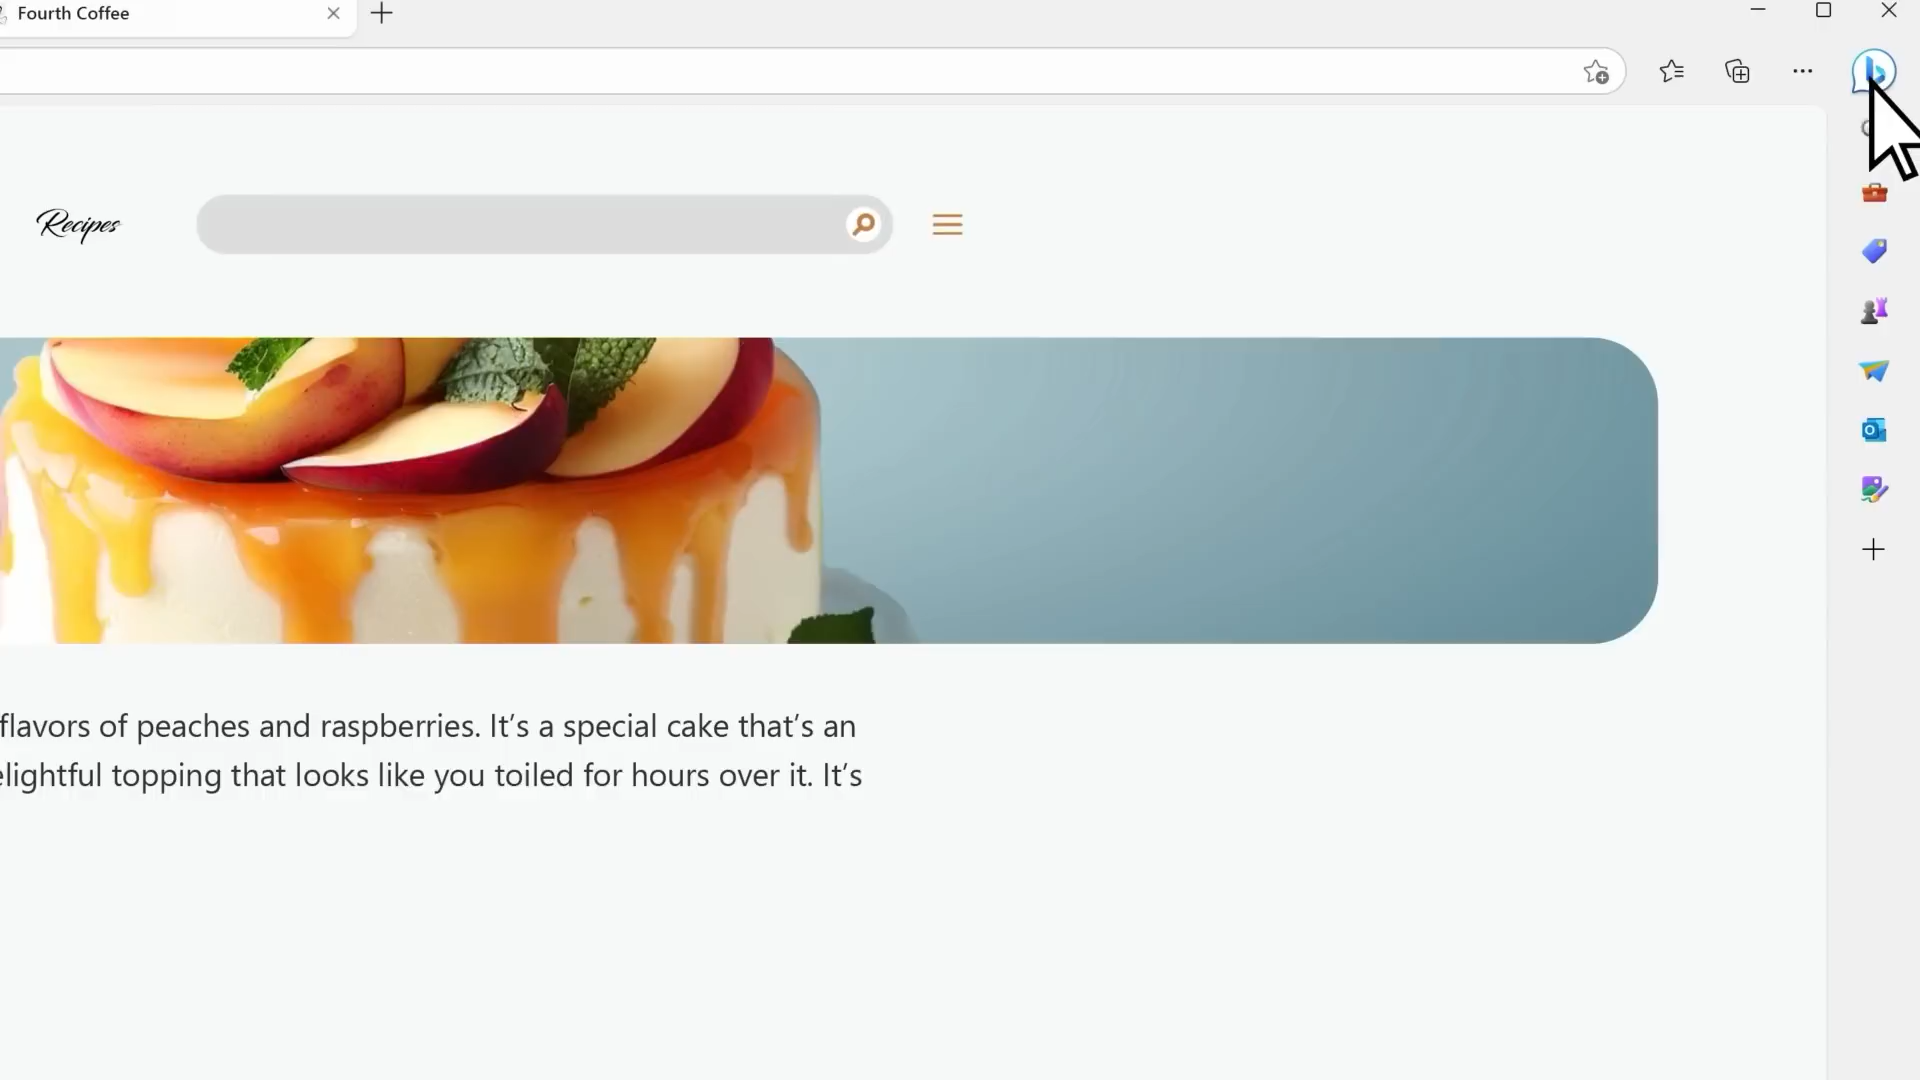 Fourth Coffee
Recipes
flavors of peaches and raspberries. It’s a special cake that’s an
elightful topping that looks like you toiled for hours over it. It’s